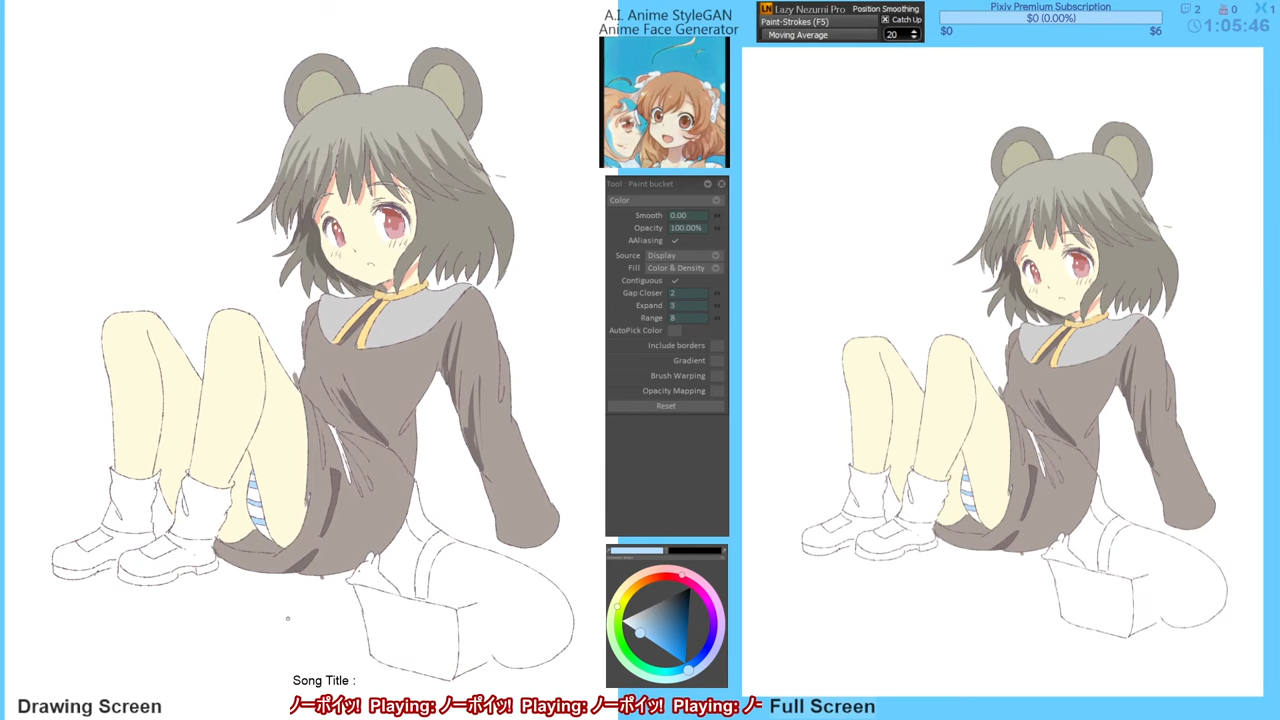 A.I. Anime StyleGAN
Anime Face Generator
LN Lazy Nezumi Pro Position Smoothing
Paint-Strokes (F5) Catch Up
Moving Average 20
Pixiv Premium Subscription
$0 (0.00%)
$0 $6
2 0 1
1:05:46
Tool : Paint bucket
Color
Smooth 0.00
Opacity 100.00%
AAliasing
Source Display
Fill Color & Density
Contiguous
Gap Closer 2
Expand 3
Range 8
AutoPick Color
Include borders
Gradient
Brush Warping
Opacity Mapping
Reset
Song Title :
ノーポイッ! Playing: ノーポイッ! Playing: ノーポイッ! Playing: ノー
Drawing Screen
Full Screen